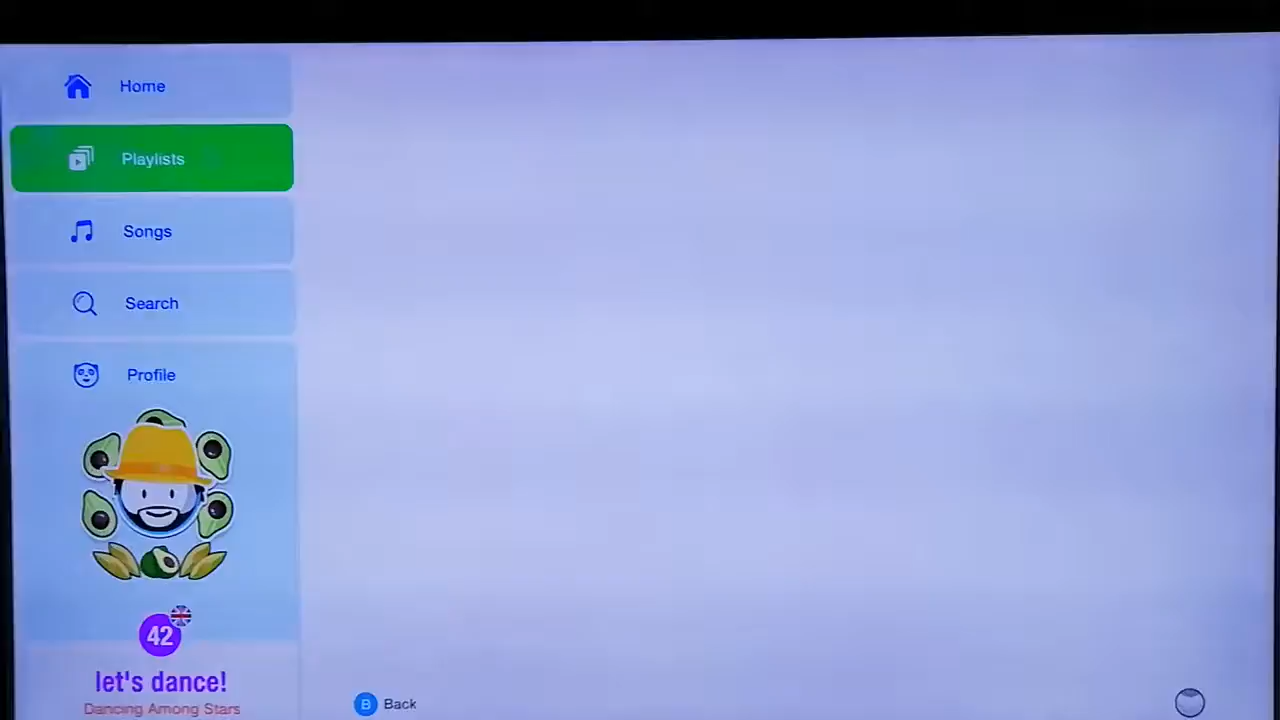 Home
Playlists
Songs
Search
Profile
42
let's dance!
Dancing Among Stars
B Back